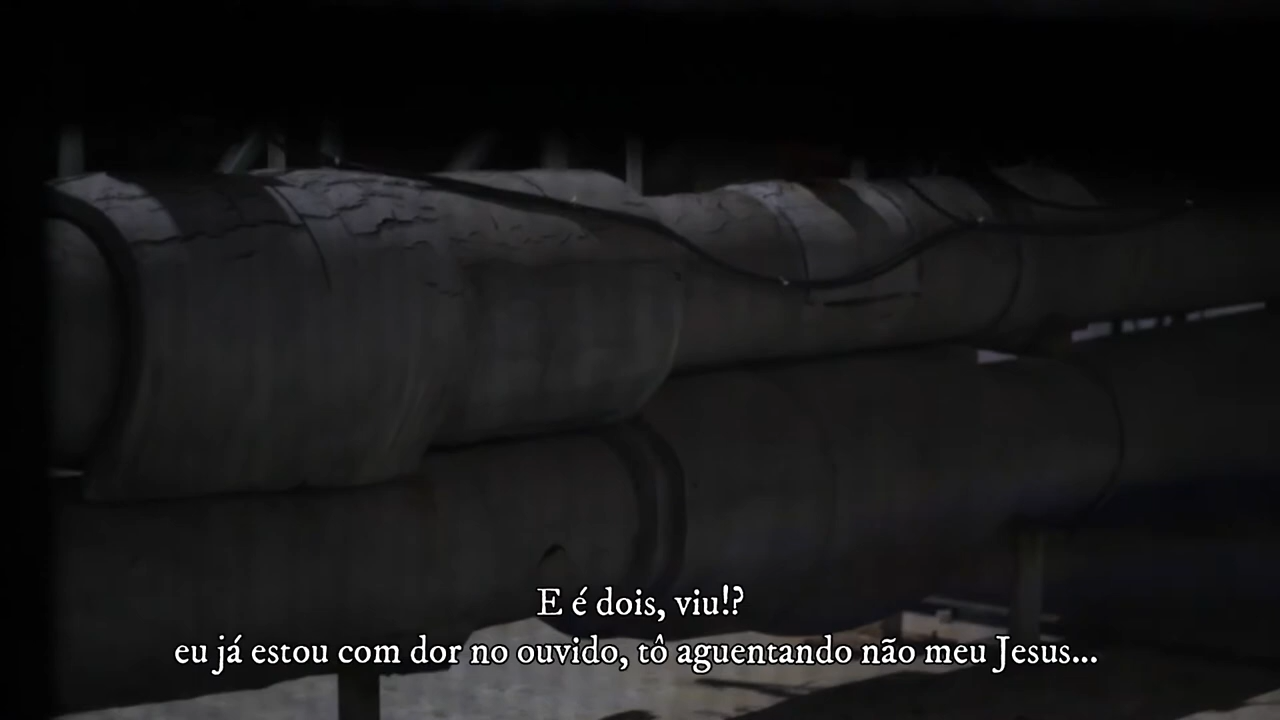 E é dois, viu!?
eu já estou com dor no ouvido, tô aguentando não meu Jesus...